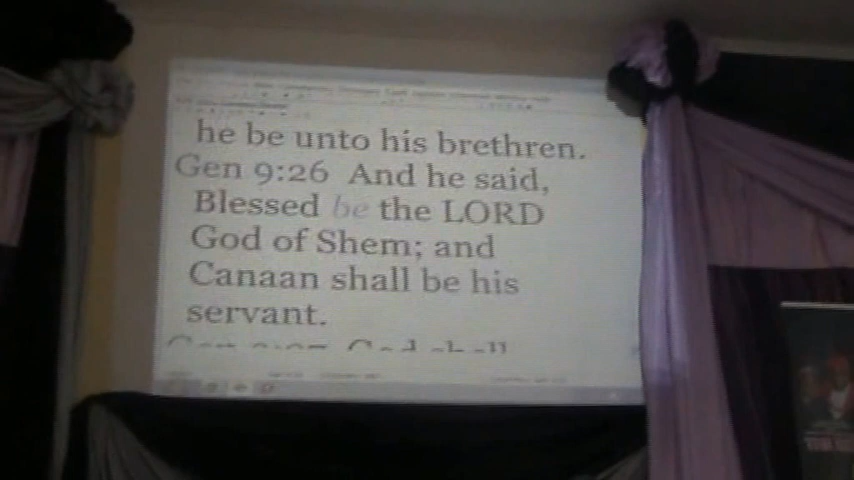 he be unto his brethren.
Gen 9:26 And he said,
Blessed be the LORD
God of Shem; and
Canaan shall be his
servant.